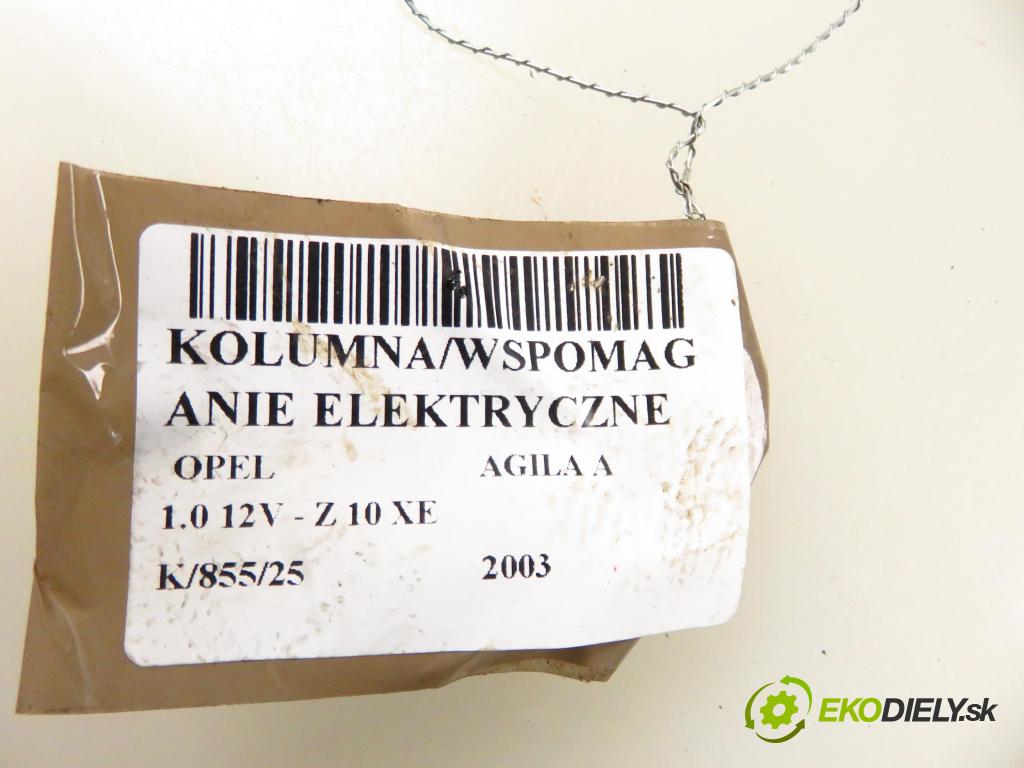 KOLUMNA/WSPOMAG
ANIE ELEKTRYCZNE
OPEL AGILA A
1.0 12V - Z 10 XE
K/855/25 2003
EKODIELY.sk